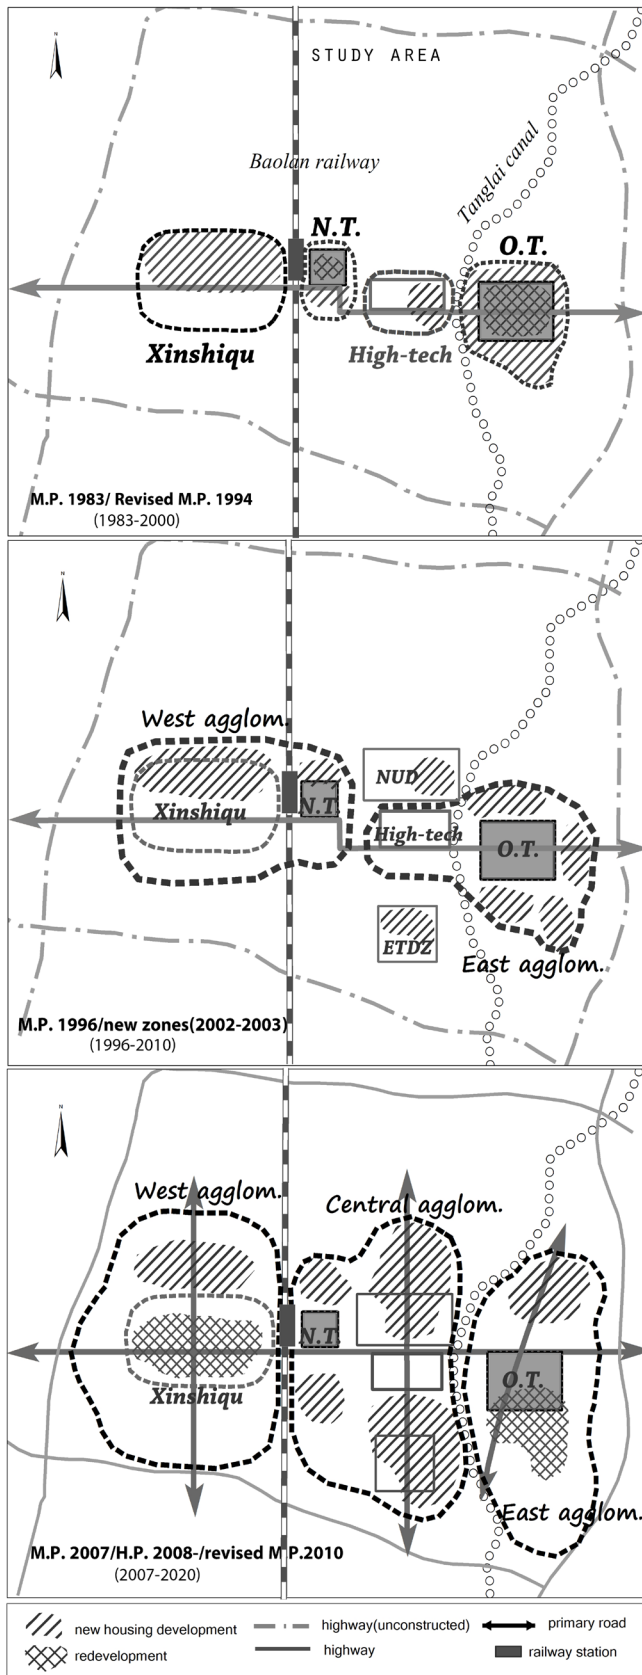 N
STUDY AREA
Baolan railway
Tanglai canal
N.T.
O.T.
Xinshiqu
High-tech
M.P. 1983/ Revised M.P. 1994
(1983-2000)
N
West agglom.
NUD
Xinshiqu
N.T.
High-tech
O.T.
ETDZ
East agglom.
M.P. 1996/new zones(2002-2003)
(1996-2010)
N
West agglom.
Central agglom.
N.T.
O.T.
Xinshiqu
East agglom.
M.P. 2007/H.P. 2008-/revised M.P.2010
(2007-2020)
new housing development
highway(unconstructed)
primary road
redevelopment
highway
railway station